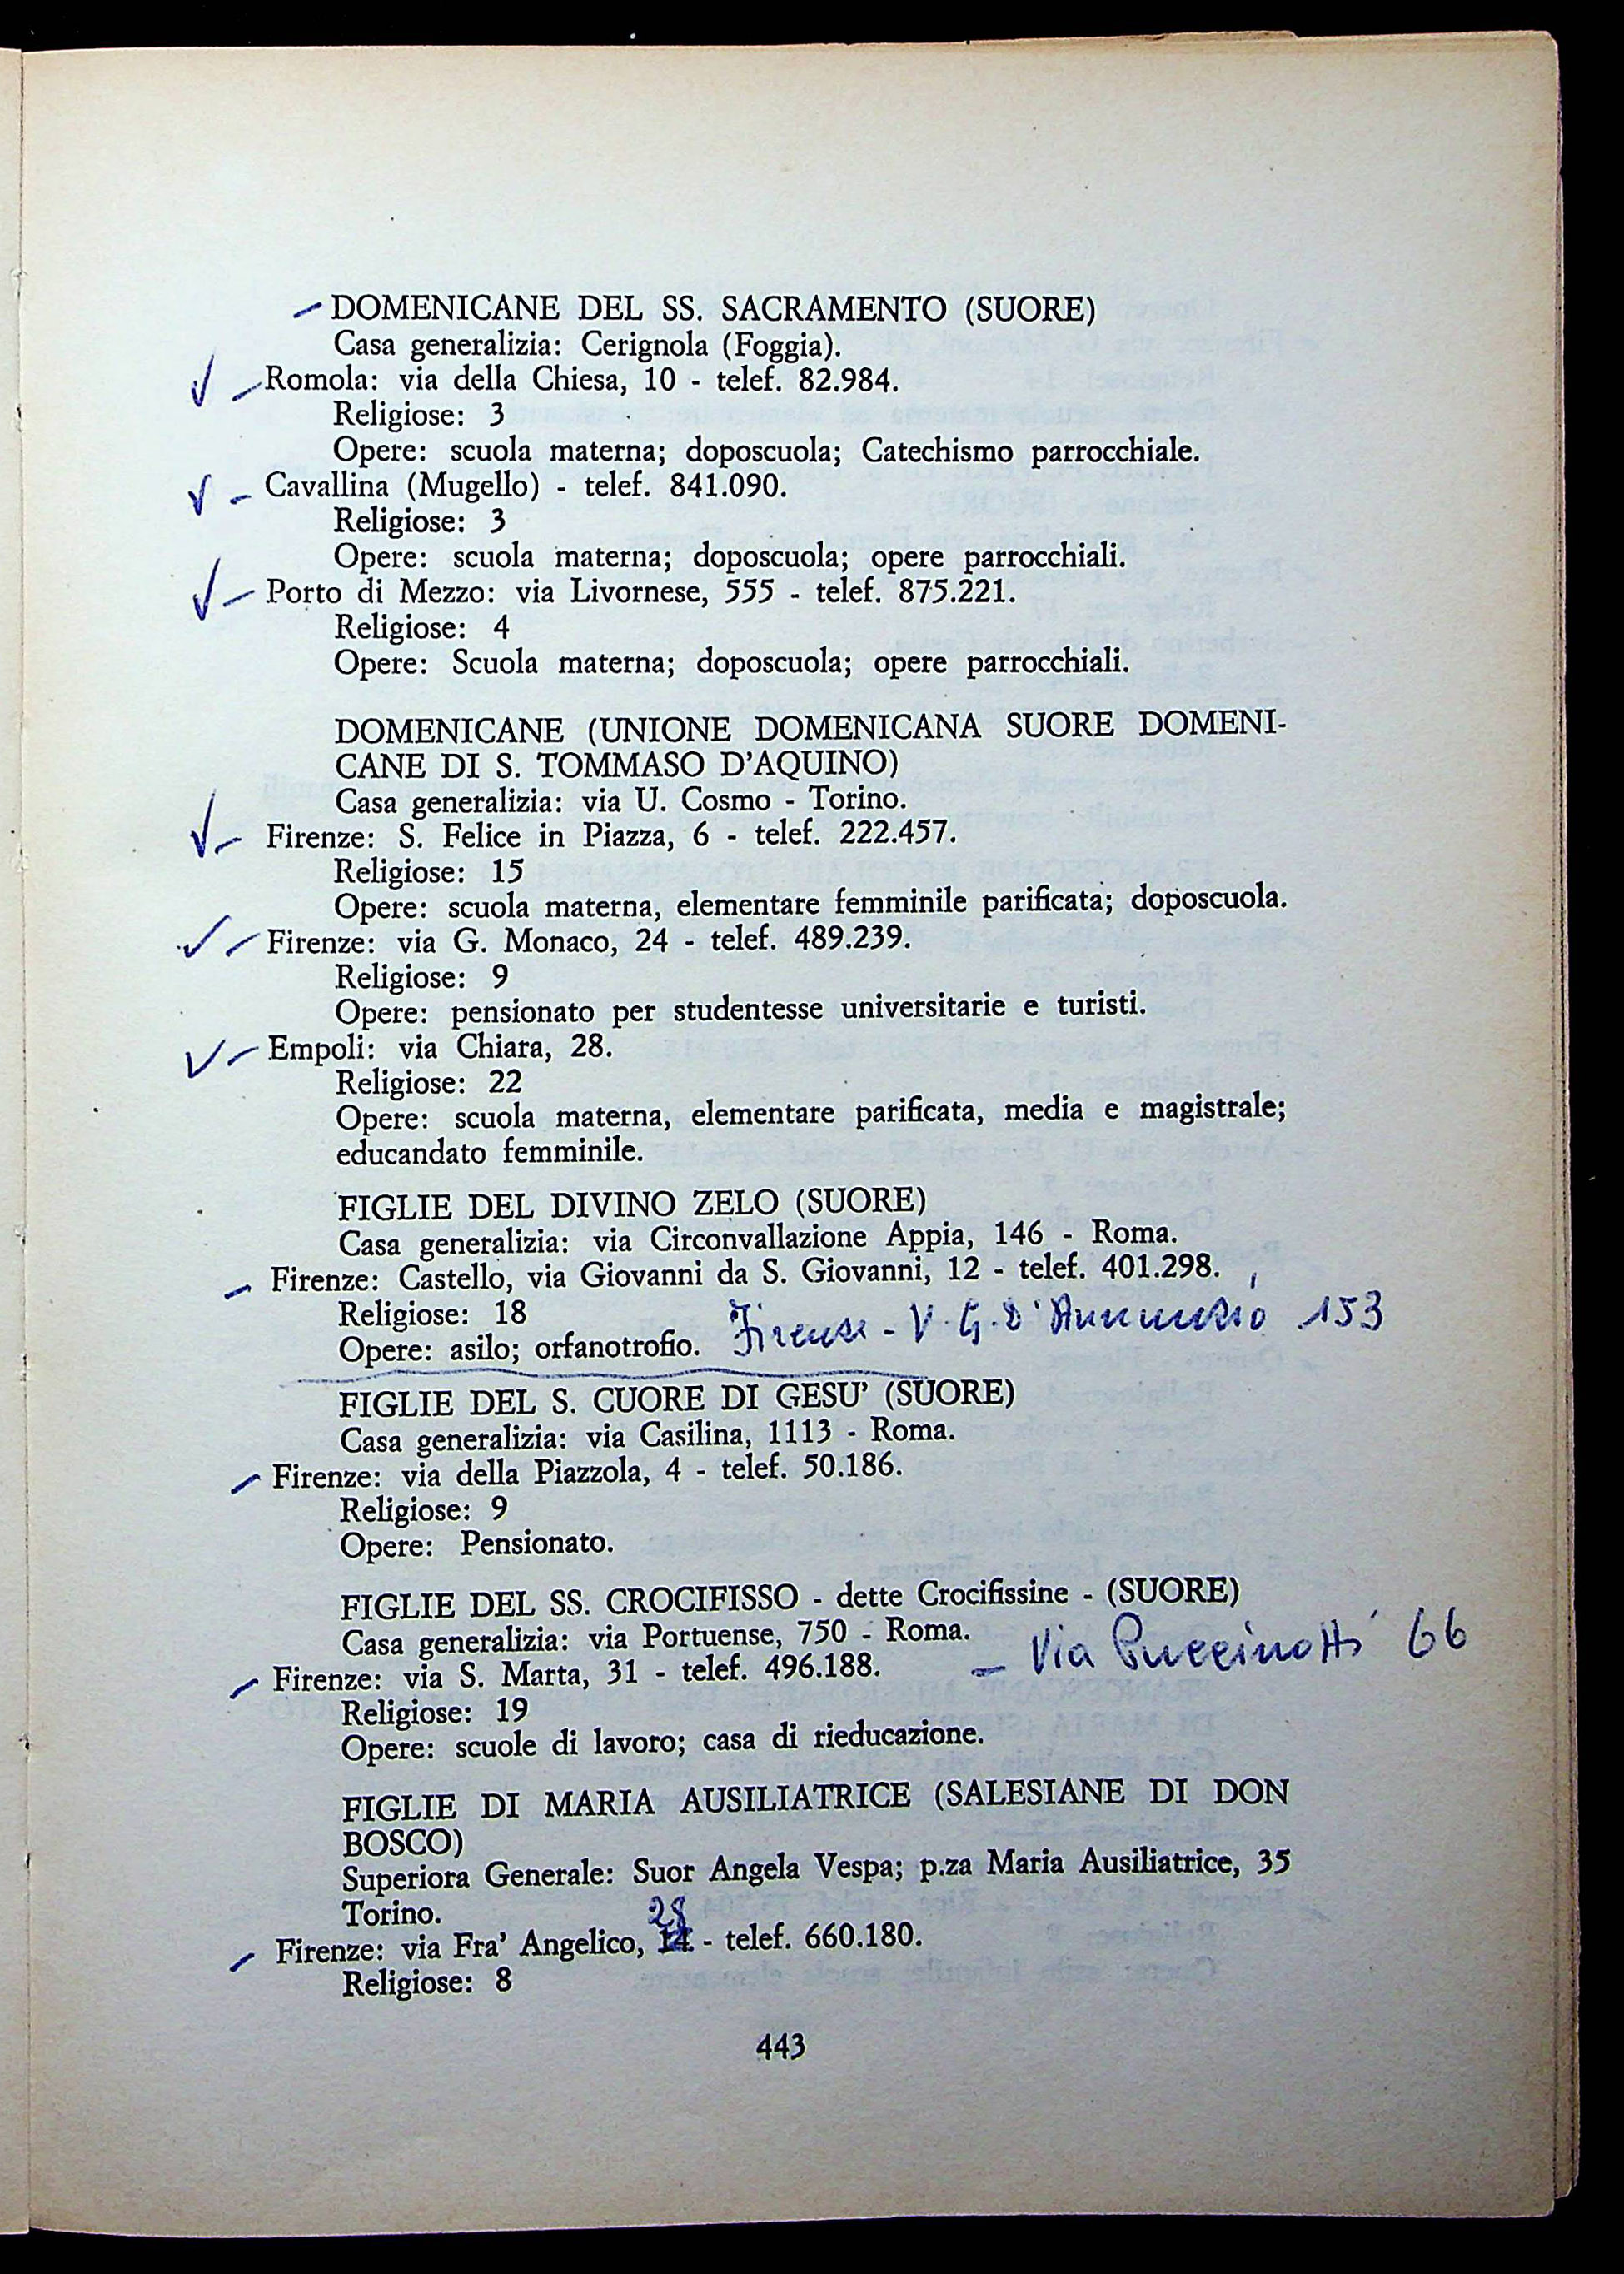 DOMENICANE DEL SS. SACRAMENTO (SUORE)
Casa generalizia: Cerignola (Foggia).
Romola: via della Chiesa, 10 - telef. 82.984.
Religiose: 3
Opere: scuola materna; doposcuola; Catechismo parrocchiale.
Cavallina (Mugello) - telef. 841.090.
Religiose: 3
Opere: scuola materna; doposcuola; opere parrocchiali.
Porto di Mezzo: via Livornese, 555 - telef. 875.221.
Religiose: 4
Opere: Scuola materna; doposcuola; opere parrocchiali.
DOMENICANE (UNIONE DOMENICANA SUORE DOMENI-
CANE DI S. TOMMASO D'AQUINO)
Casa generalizia: via U. Cosmo - Torino.
Firenze: S. Felice in Piazza, 6 - telef. 222.457.
Religiose: 15
Opere: scuola materna, elementare femminile parificata; doposcuola.
Firenze: via G. Monaco, 24 - telef. 489.239.
Religiose: 9
Opere: pensionato per studentesse universitarie e turisti.
Empoli: via Chiara, 28.
Religiose: 22
Opere: scuola materna, elementare parificata, media e magistrale;
educandato femminile.
FIGLIE DEL DIVINO ZELO (SUORE)
Casa generalizia: via Circonvallazione Appia, 146 - Roma.
Firenze: Castello, via Giovanni da S. Giovanni, 12 - telef. 401.298.
Religiose: 18
Opere: asilo; orfanotrofio. Firenze - V. G. D'Annunzio 153
FIGLIE DEL S. CUORE DI GESU' (SUORE)
Casa generalizia: via Casilina, 1113 - Roma.
Firenze: via della Piazzola, 4 - telef. 50.186.
Religiose: 9
Opere: Pensionato.
FIGLIE DEL SS. CROCIFISSO - dette Crocifissine - (SUORE)
Casa generalizia: via Portuense, 750 - Roma.
Firenze: via S. Marta, 31 - telef. 496.188. - Via Puccinotti 66
Religiose: 19
Opere: scuole di lavoro; casa di rieducazione.
FIGLIE DI MARIA AUSILIATRICE (SALESIANE DI DON
BOSCO)
Superiora Generale: Suor Angela Vespa; p.za Maria Ausiliatrice, 35
Torino.
28
Firenze: via Fra' Angelico, 14 - telef. 660.180.
Religiose: 8
443